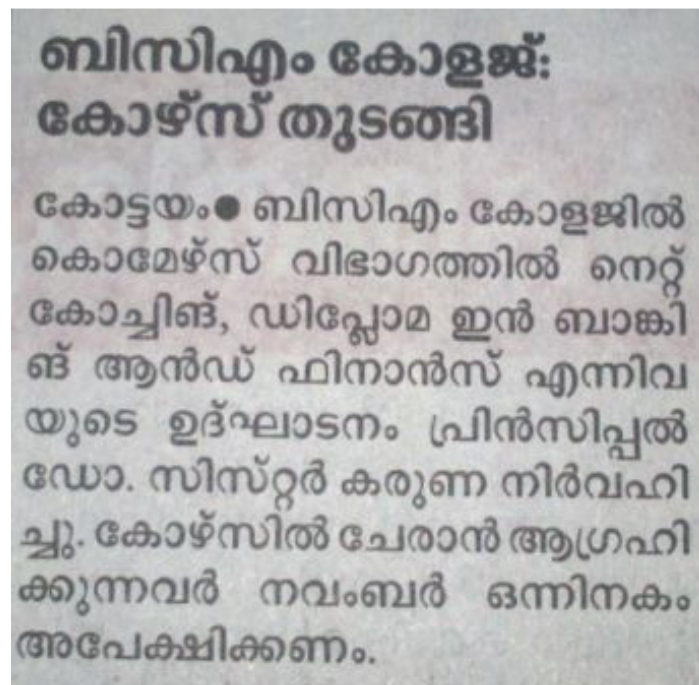 ബിസിഎം കോളജ്:
കോഴ്സ് തുടങ്ങി
കോട്ടയം● ബിസിഎം കോളജിൽ
കൊമേഴ്സ് വിഭാഗത്തിൽ നെറ്റ്
കോച്ചിങ്, ഡിപ്ലോമ ഇൻ ബാങ്കി
ങ് ആൻഡ് ഫിനാൻസ് എന്നിവ
യുടെ ഉദ്ഘാടനം പ്രിൻസിപ്പൽ
ഡോ. സിസ്റ്റർ കരുണ നിർവഹി
ച്ചു. കോഴ്സിൽ ചേരാൻ ആഗ്രഹി
ക്കുന്നവർ നവംബർ ഒന്നിനകം
അപേക്ഷിക്കണം.